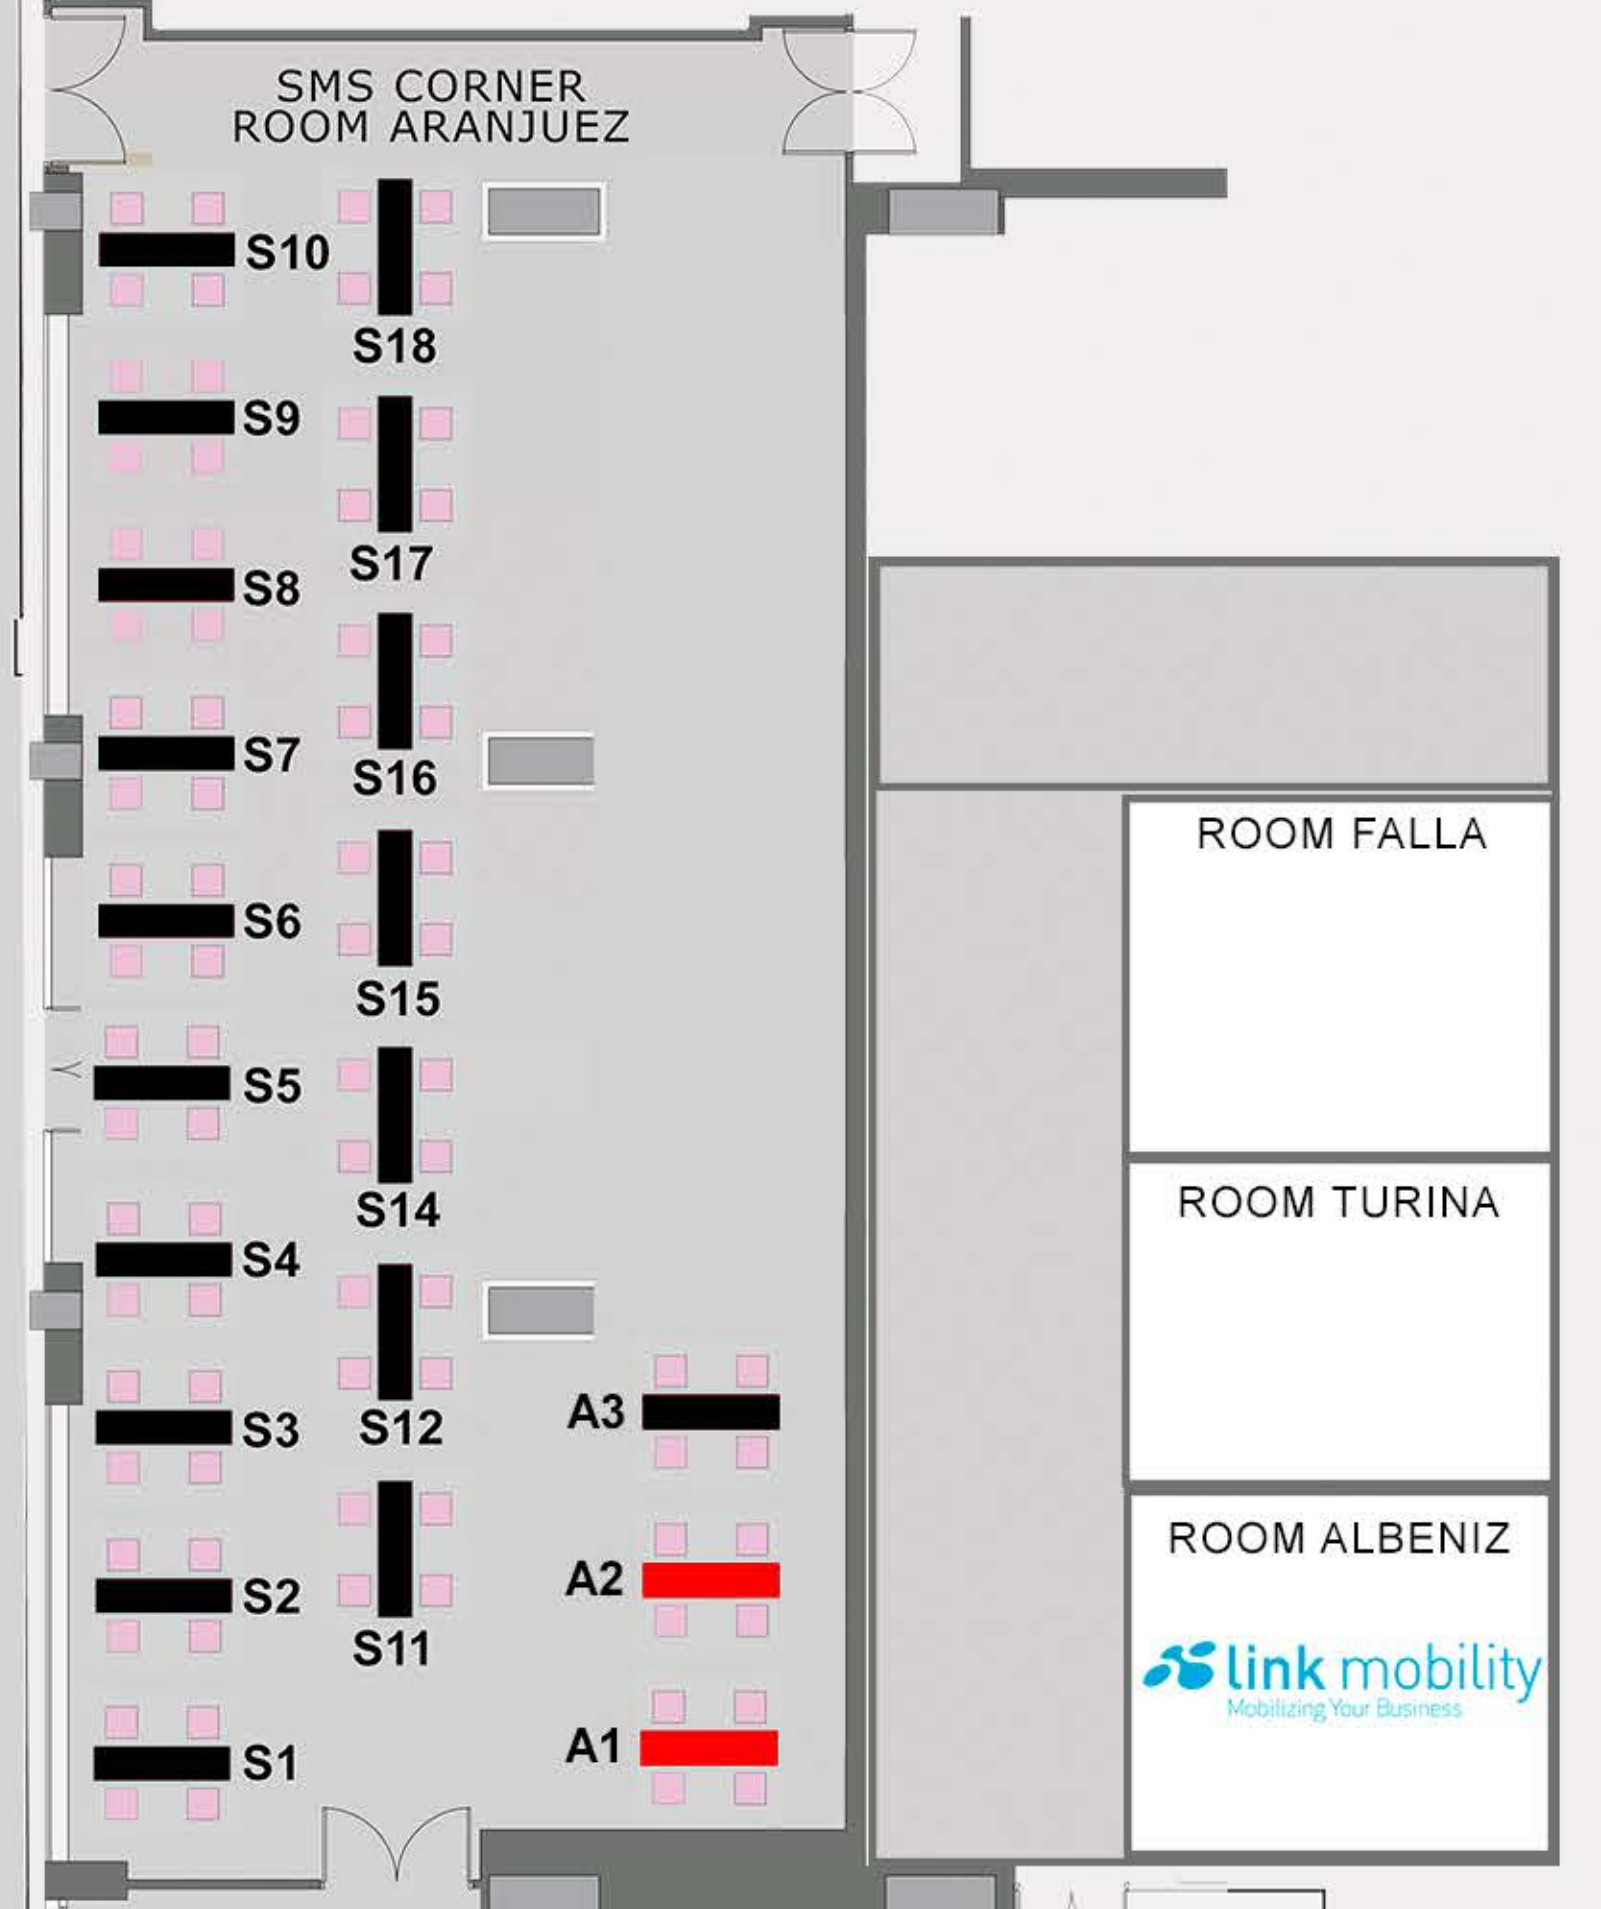 SMS CORNER
ROOM ARANJUEZ
S10
S18
S9
S17
S8
S7
S16
S6
S15
S5
S14
S4
S12
S3
A3
S2
A2
S11
S1
A1
ROOM FALLA
ROOM TURINA
ROOM ALBENIZ
link mobility
Mobilizing Your Business